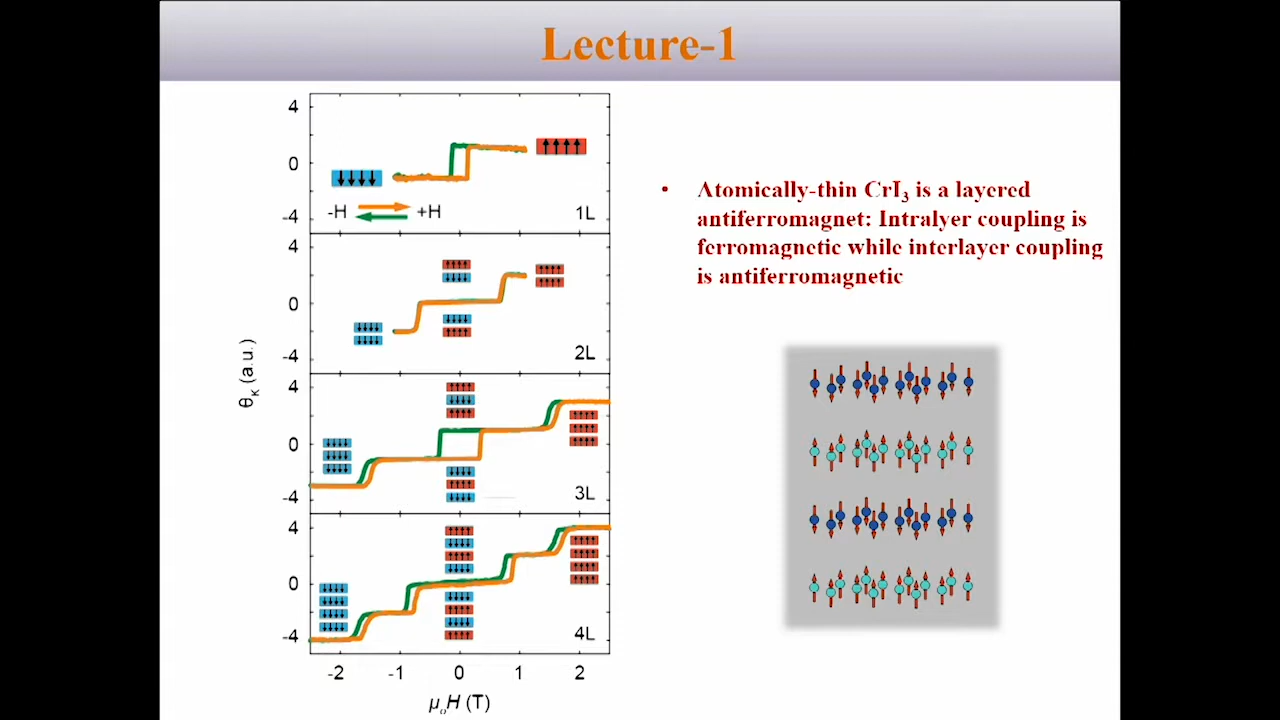 Lecture-1
4
0
-4
-H
+H
1L
4
0
-4
2L
4
0
-4
3L
4
0
-4
4L
θK (a.u.)
-2 -1 0 1 2
μoH (T)
• Atomically-thin CrI3 is a layered
antiferromagnet: Intralyer coupling is
ferromagnetic while interlayer coupling
is antiferromagnetic